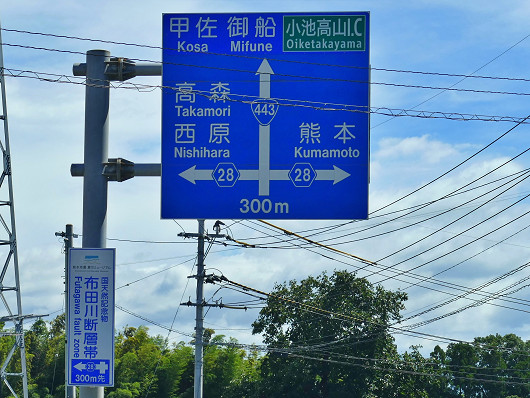 甲佐 御船
Kosa Mifune
小池高山I.C
Oiketakayama
高森
Takamori
443
西原
Nishihara
熊本
Kumamoto
28
28
300m
国天然記念物
布田川断層帯
Futagawa fault zone
300m先